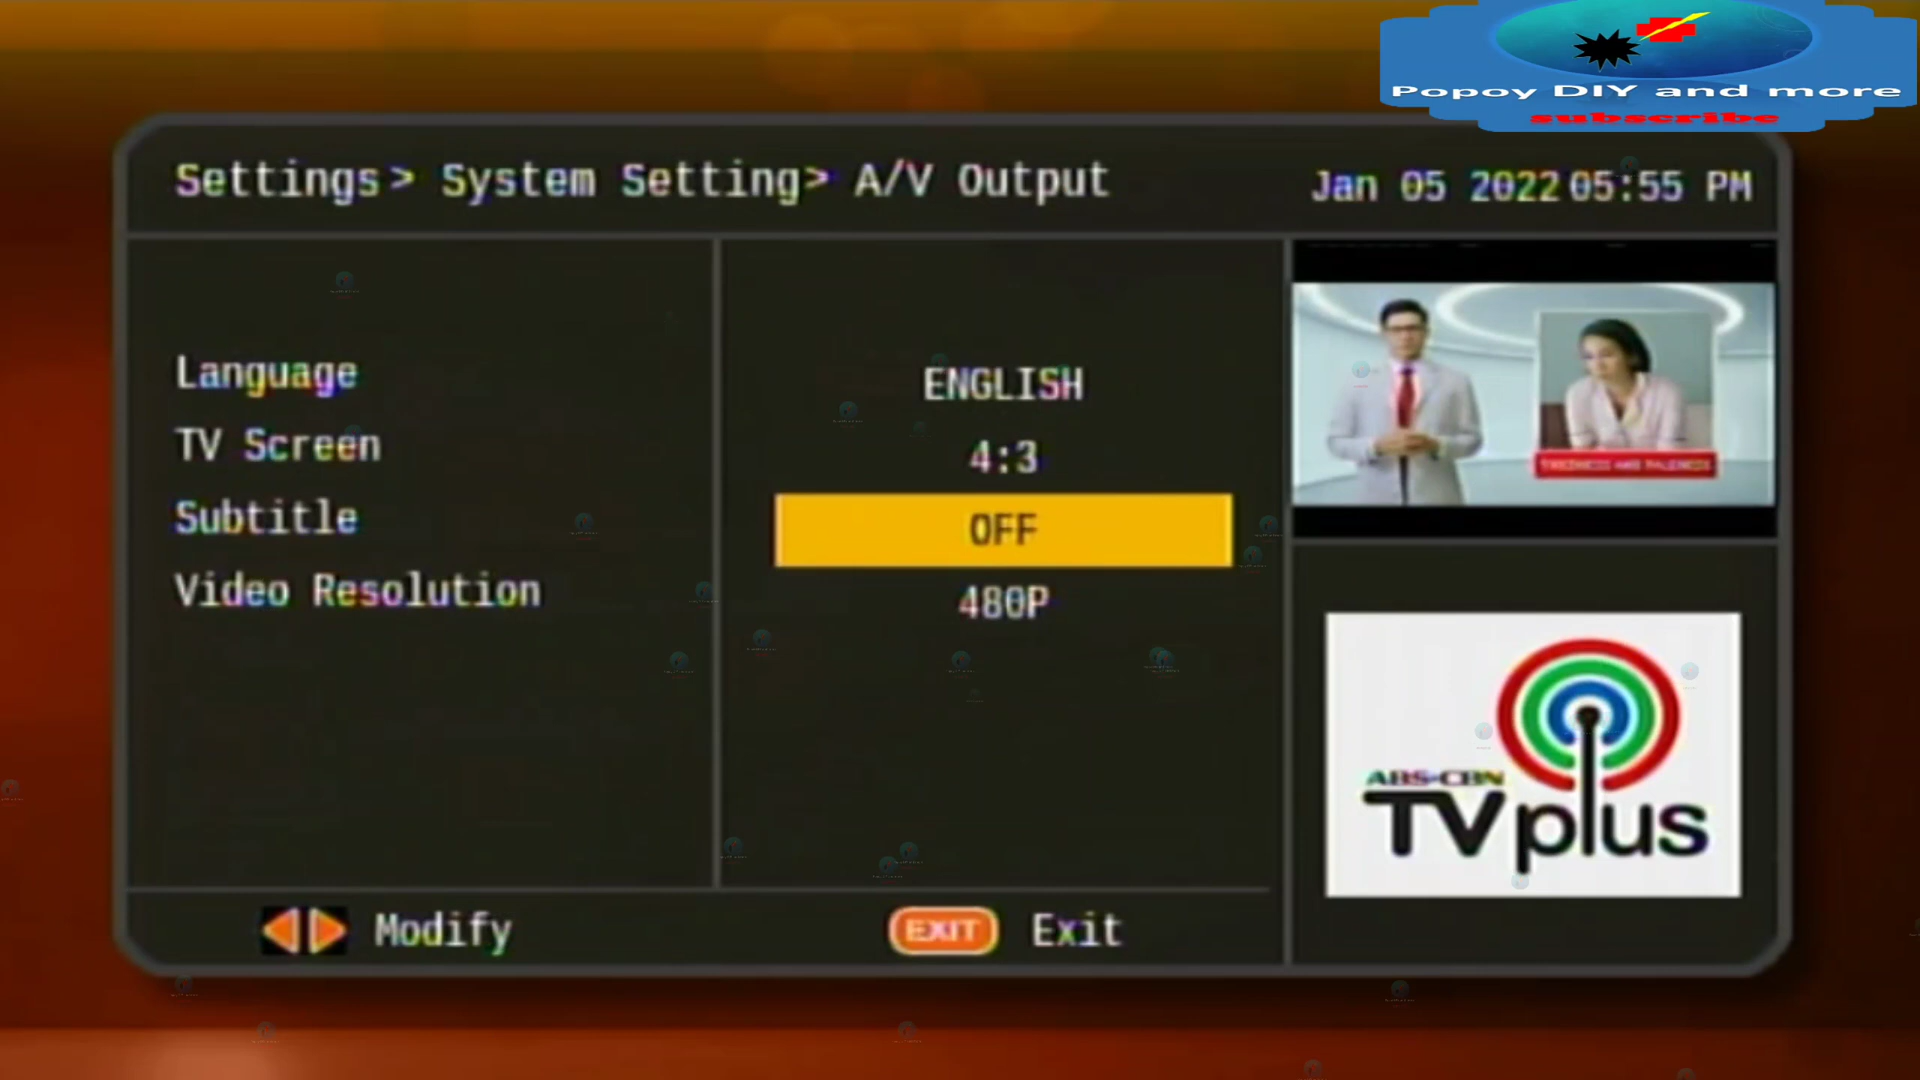 Popoy DIY and more
subscribe
Settings> System Setting> A/V Output
Jan 05 2022 05:55 PM
Language
ENGLISH
TV Screen
4:3
Subtitle
OFF
Video Resolution
480P
ABS-CBN
TVplus
Modify
EXIT Exit